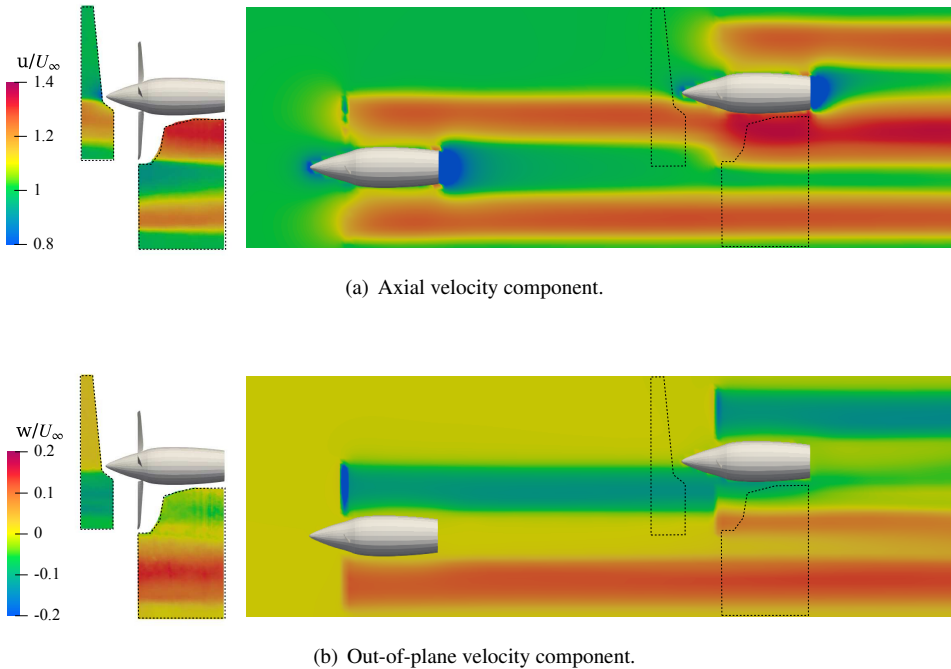 u/U∞
1.4
1.2
1
0.8
(a) Axial velocity component.
w/U∞
0.2
0.1
0
-0.1
-0.2
(b) Out-of-plane velocity component.